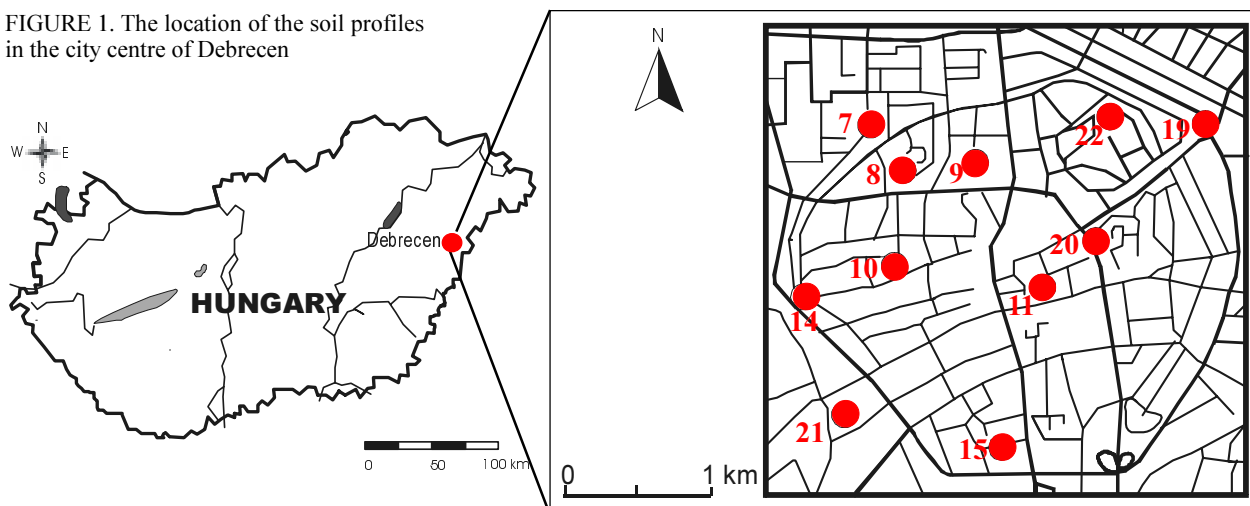 FIGURE 1. The location of the soil profiles
in the city centre of Debrecen
N
W E
S
Debrecen
HUNGARY
0 50 100 km
N
0 1 km
7
8
9
22
19
20
10
11
14
21
15